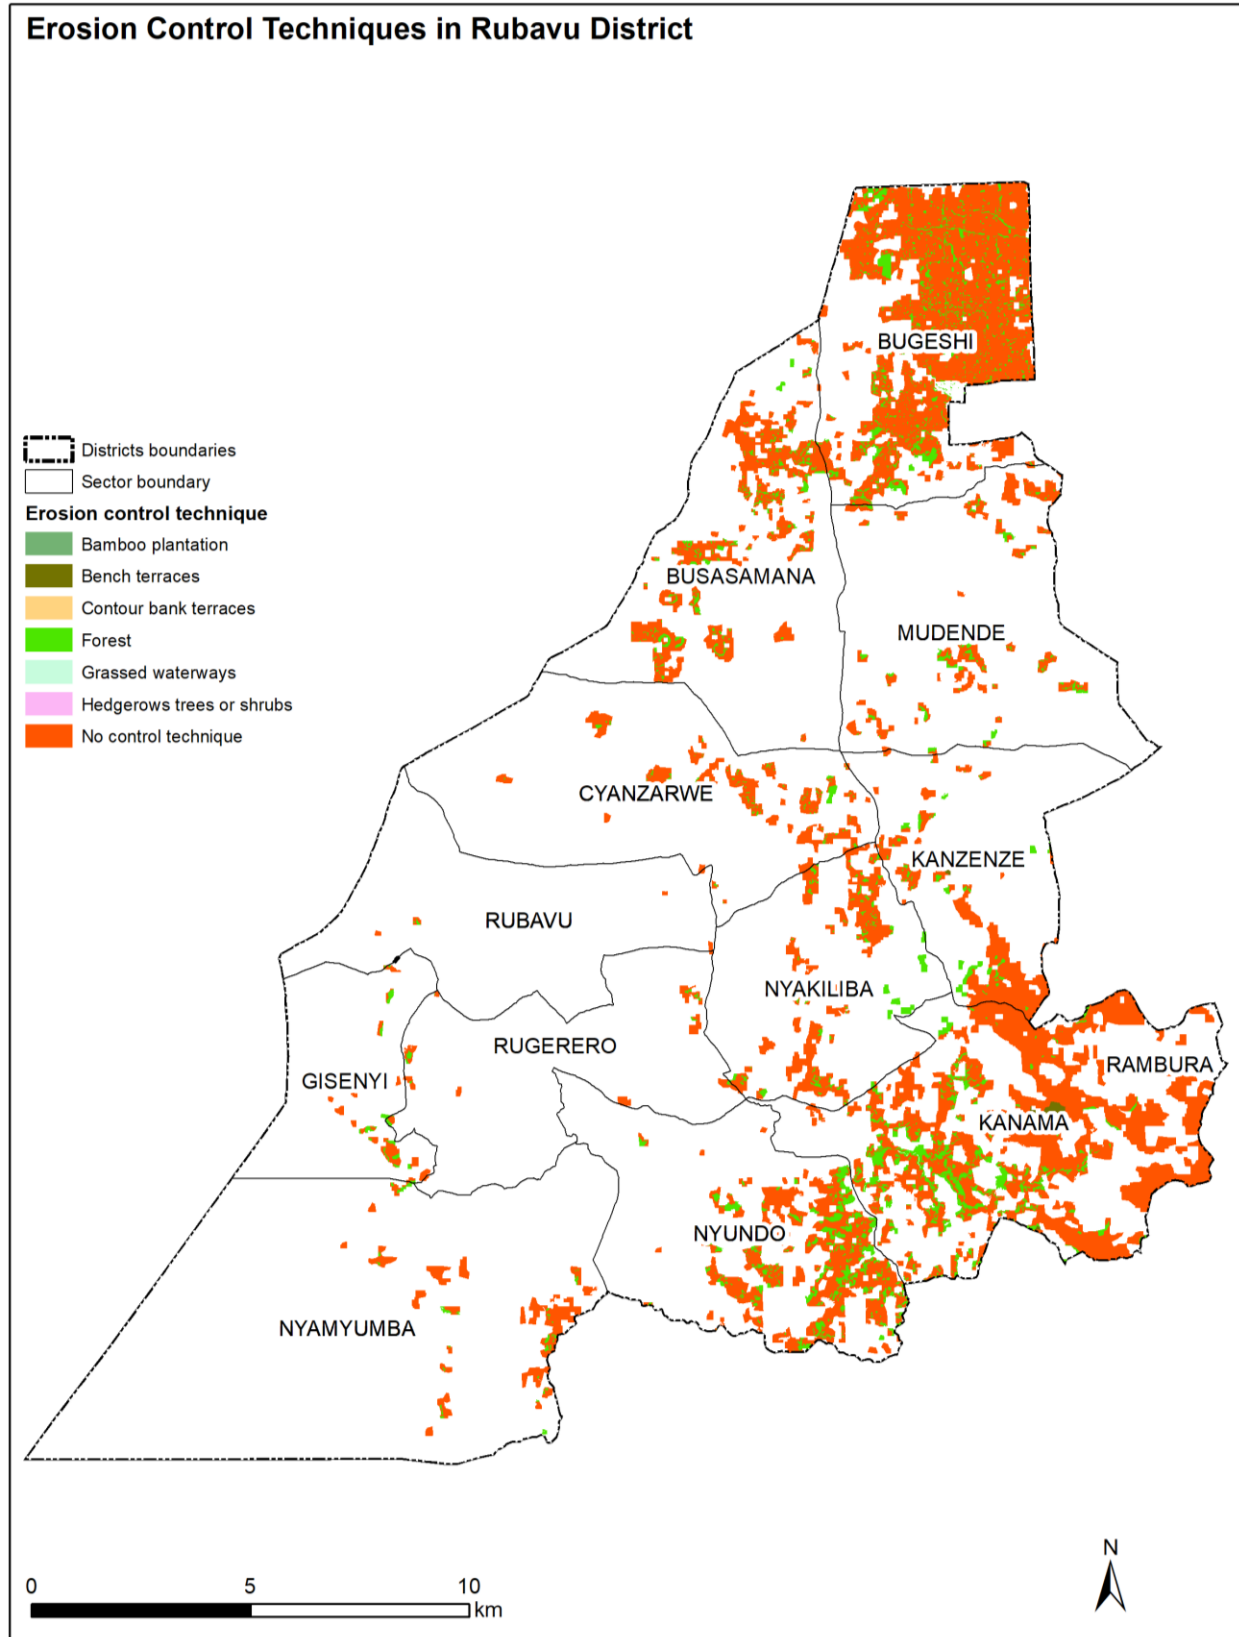 Erosion Control Techniques in Rubavu District
Districts boundaries
Sector boundary
Erosion control technique
Bamboo plantation
Bench terraces
Contour bank terraces
Forest
Grassed waterways
Hedgerows trees or shrubs
No control technique
BUGESHI
BUSASAMANA
MUDENDE
CYANZARWE
KANZENZE
RUBAVU
NYAKILIBA
RUGERERO
RAMBURA
GISENYI
KANAMA
NYUNDO
NYAMYUMBA
N
0 5 10
km